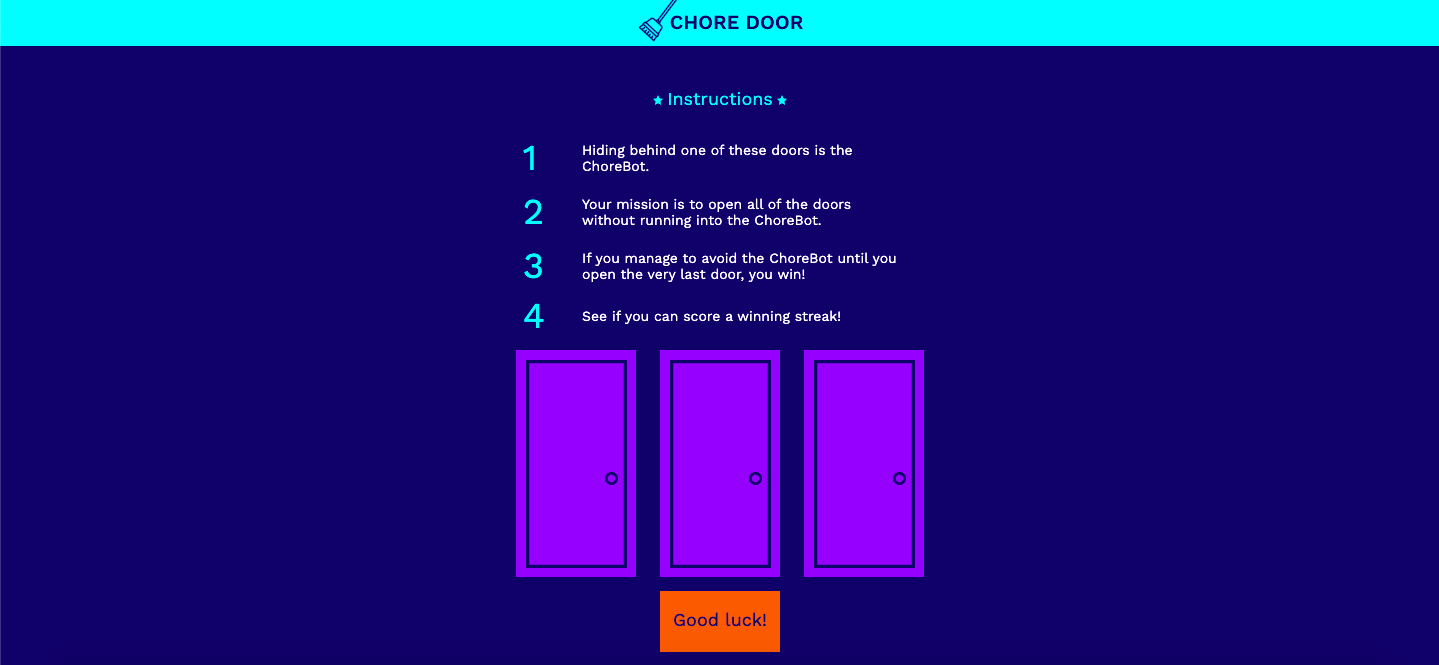 CHORE DOOR
Instructions
1
Hiding behind one of these doors is the
ChoreBot.
2
Your mission is to open all of the doors
without running into the ChoreBot.
3
If you manage to avoid the ChoreBot until you
open the very last door, you win!
4
See if you can score a winning streak!
Good luck!